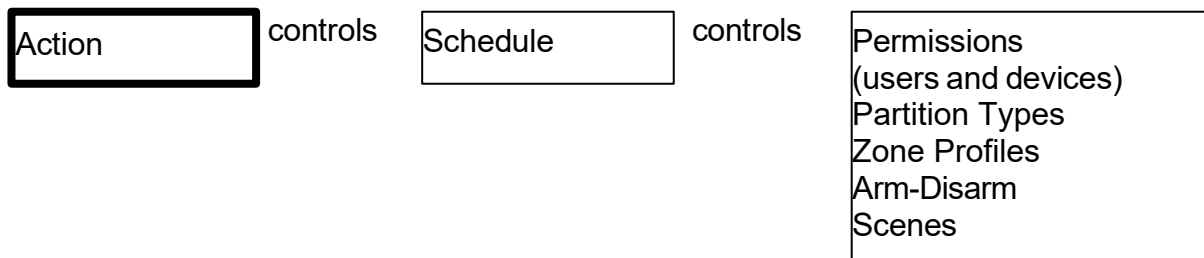 Action controls Schedule controls Permissions
(users and devices)
Partition Types
Zone Profiles
Arm-Disarm
Scenes